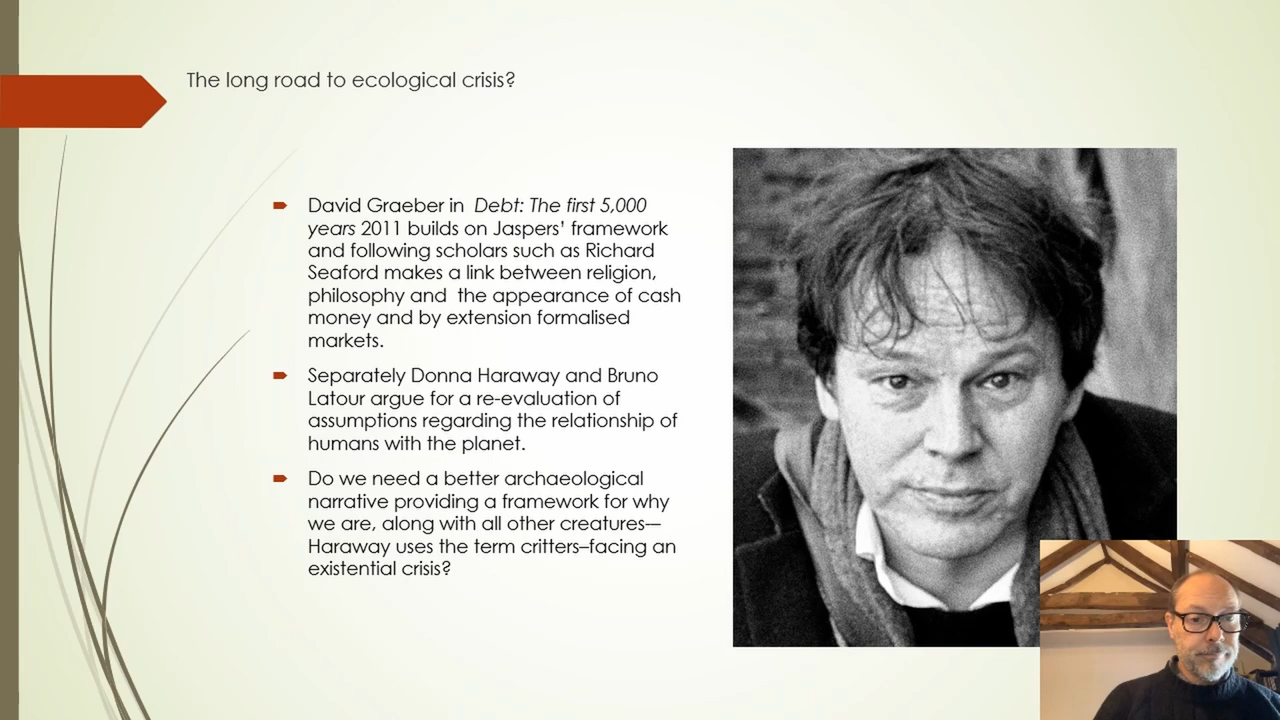 The long road to ecological crisis?
David Graeber in Debt: The first 5,000
years 2011 builds on Jaspers’ framework
and following scholars such as Richard
Seaford makes a link between religion,
philosophy and the appearance of cash
money and by extension formalised
markets.
Separately Donna Haraway and Bruno
Latour argue for a re-evaluation of
assumptions regarding the relationship of
humans with the planet.
Do we need a better archaeological
narrative providing a framework for why
we are, along with all other creatures-–
Haraway uses the term critters–facing an
existential crisis?